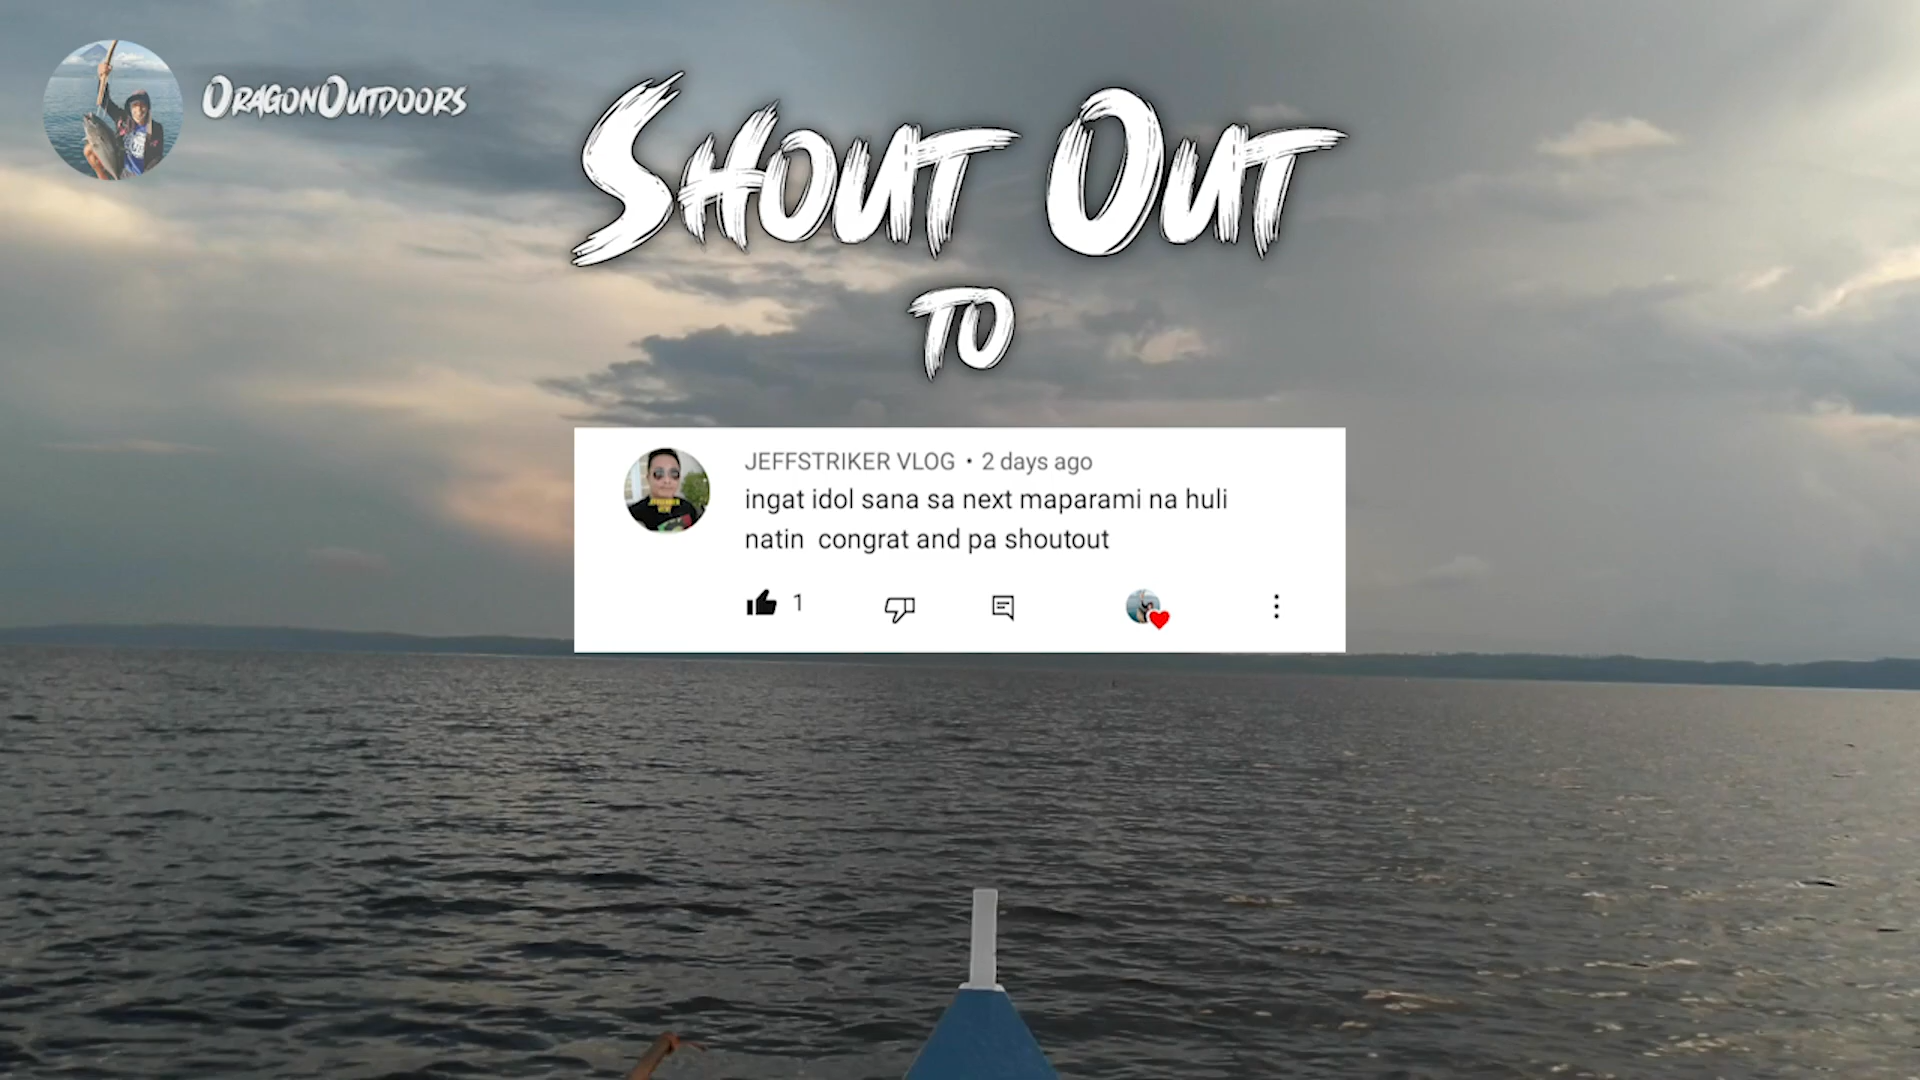 OragonOutdoors
Shout Out
to
JEFFSTRIKER VLOG • 2 days ago
ingat idol sana sa next maparami na huli
natin  congrat and pa shoutout
1